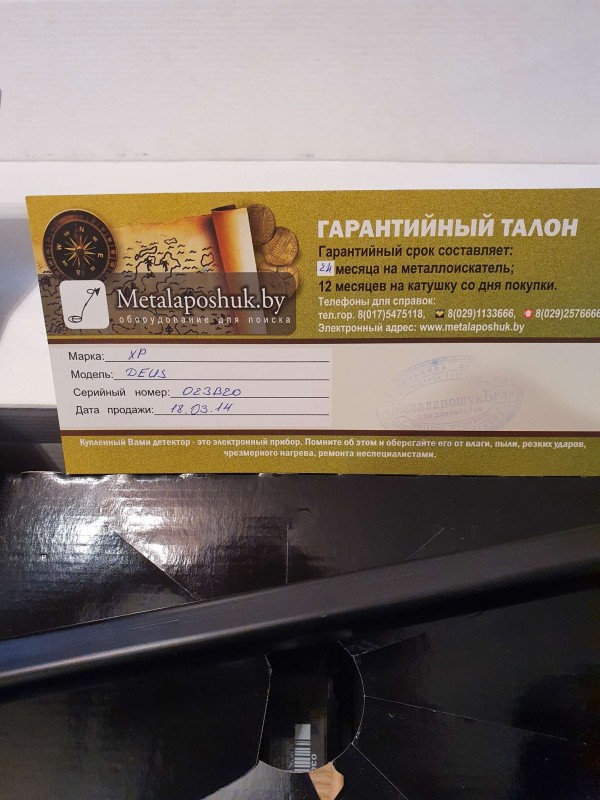 ГАРАНТИЙНЫЙ ТАЛОН
Гарантийный срок составляет:
24 месяца на металлоискатель;
12 месяцев на катушку со дня покупки.
Телефоны для справок:
тел.гор. 8(017)5475118, 8(029)1133666, 8(029)2576666
Электронный адрес: www.metalaposhuk.by
Metalaposhuk.by
оборудование для поиска
Марка: XP
Модель: DEUS
Серийный номер: 023B20
Дата продажи: 18.03.14
Купленный Вами детектор - это электронный прибор. Помните об этом и оберегайте его от влаги, пыли, резких ударов,
чрезмерного нагрева, ремонта неспециалистами.